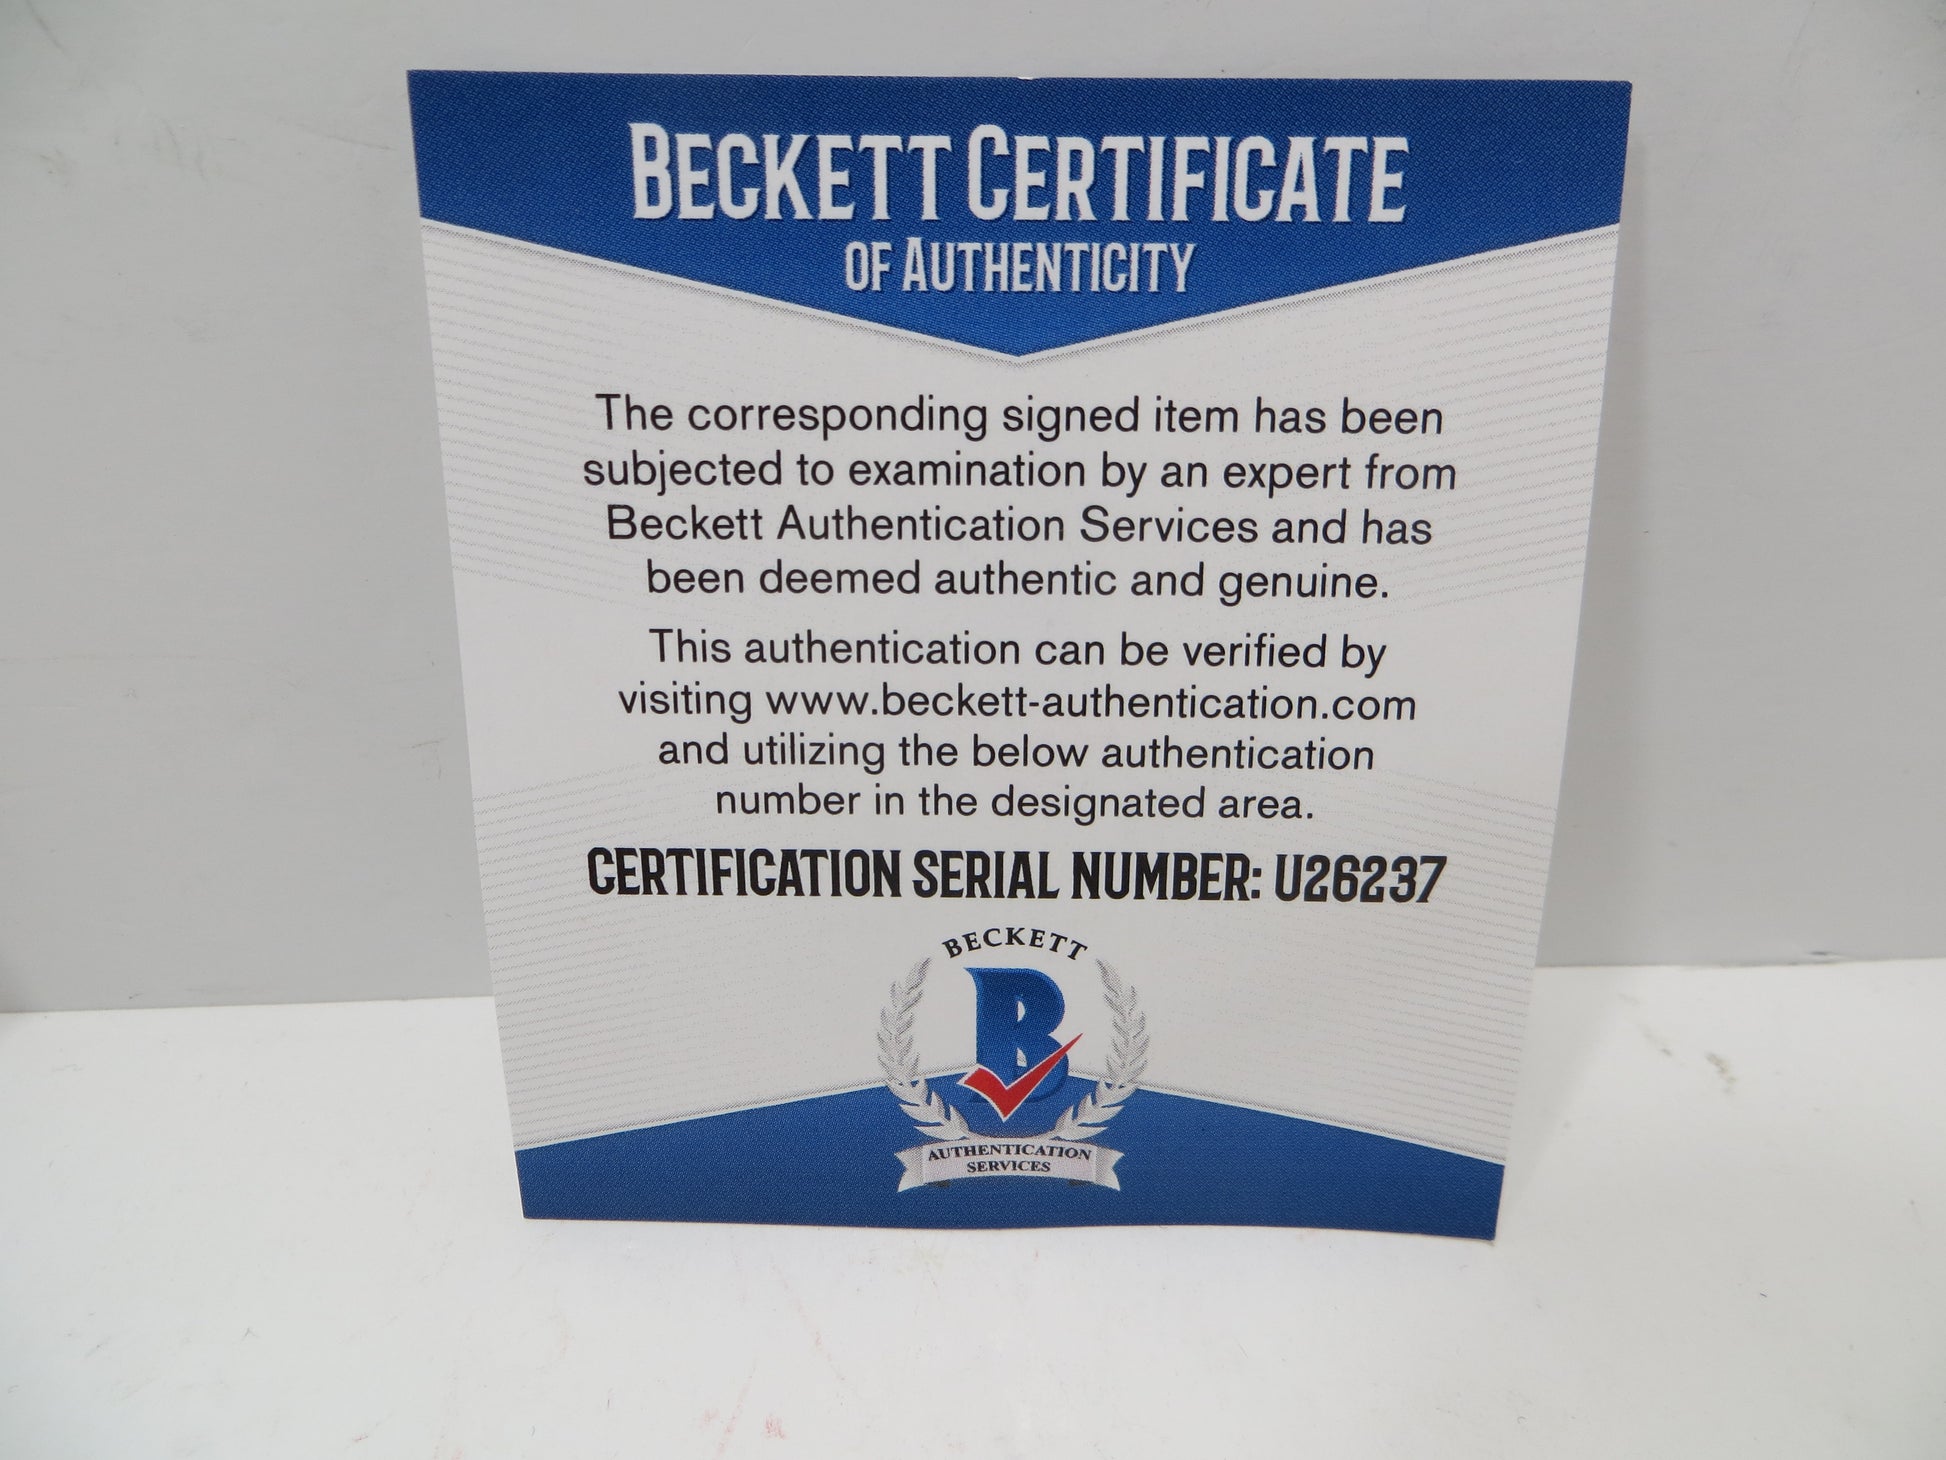 BECKETT CERTIFICATE
OF AUTHENTICITY
The corresponding signed item has been
subjected to examination by an expert from
Beckett Authentication Services and has
been deemed authentic and genuine.
This authentication can be verified by
visiting www.beckett-authentication.com
and utilizing the below authentication
number in the designated area.
CERTIFICATION SERIAL NUMBER: U26237
BECKETT
B
AUTHENTICATION
SERVICES